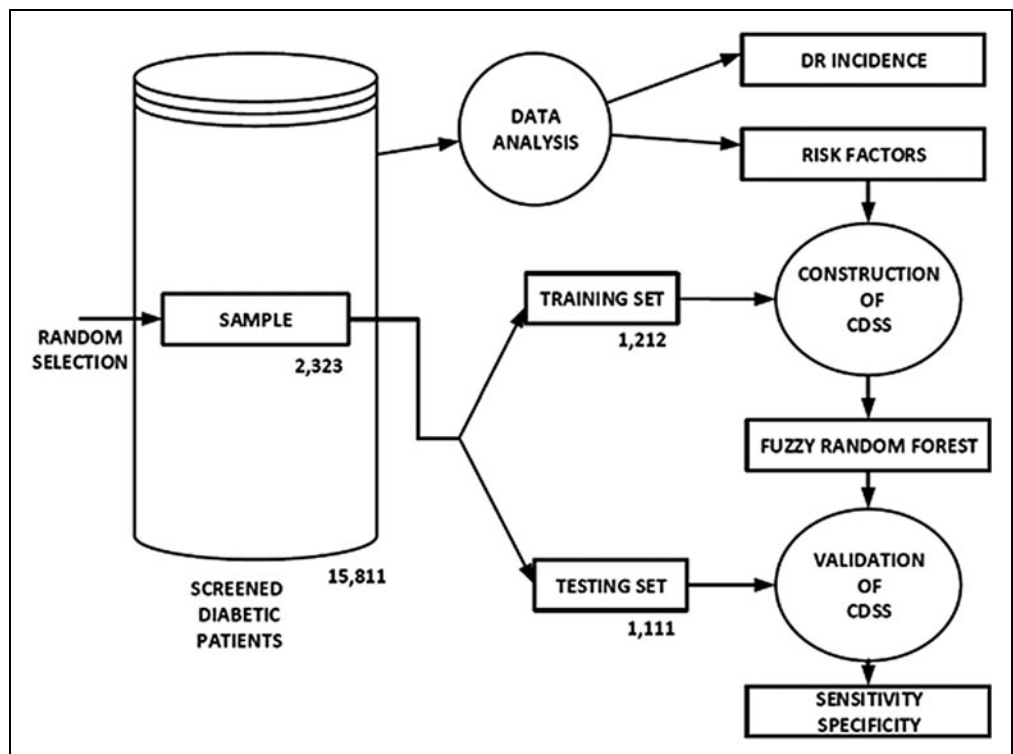 DR INCIDENCE
DATA
ANALYSIS
RISK FACTORS
CONSTRUCTION
OF
CDSS
TRAINING SET
1,212
SAMPLE
2,323
RANDOM
SELECTION
FUZZY RANDOM FOREST
VALIDATION
OF
CDSS
TESTING SET
1,111
15,811
SCREENED
DIABETIC
PATIENTS
SENSITIVITY
SPECIFICITY